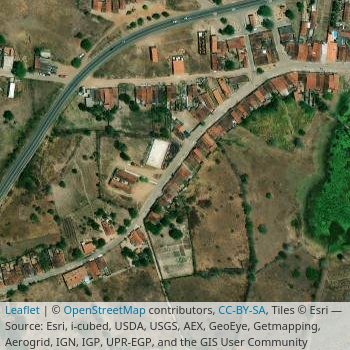 Leaflet | © OpenStreetMap contributors, CC-BY-SA, Tiles © Esri —
Source: Esri, i-cubed, USDA, USGS, AEX, GeoEye, Getmapping,
Aerogrid, IGN, IGP, UPR-EGP, and the GIS User Community